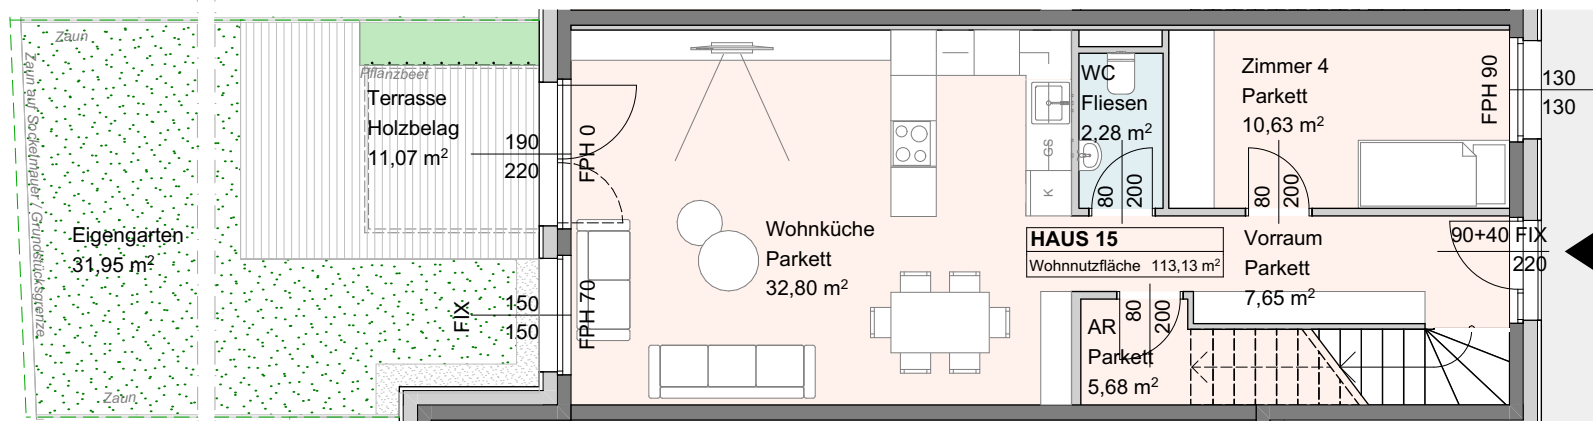 Zaun
Zaun auf Sockelmauer / Grundstücksgrenze
Eigengarten
31,95 m²
Zaun
Pflanzbeet
Terrasse
Holzbelag
11,07 m²
190
220
FPH 0
FIX
150
150
FPH 70
Wohnküche
Parkett
32,80 m²
GS
K
WC
Fliesen
2,28 m²
80
200
Zimmer 4
Parkett
10,63 m²
80
200
FPH 90
130
130
HAUS 15
Wohnnutzfläche 113,13 m²
Vorraum
Parkett
7,65 m²
90+40 FIX
220
80
200
AR
Parkett
5,68 m²